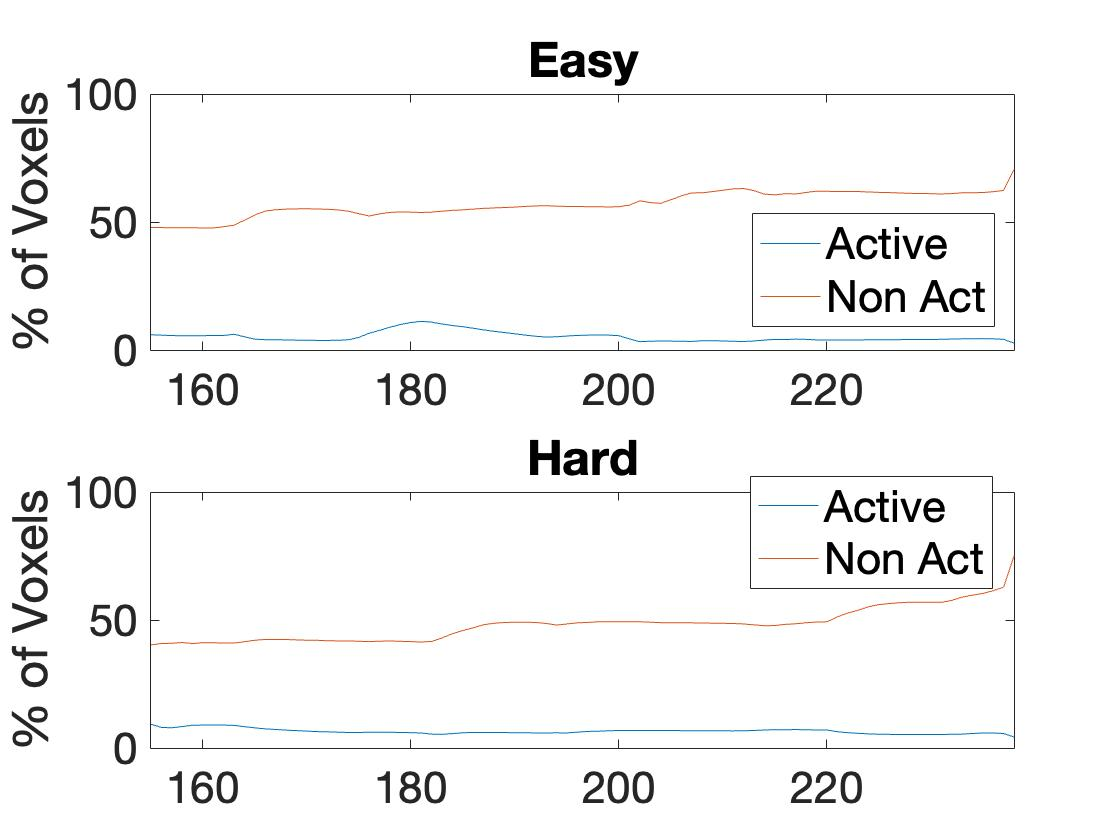 Easy
% of Voxels
100
50
0
Active
Non Act
160 180 200 220
Hard
% of Voxels
100
50
0
Active
Non Act
160 180 200 220